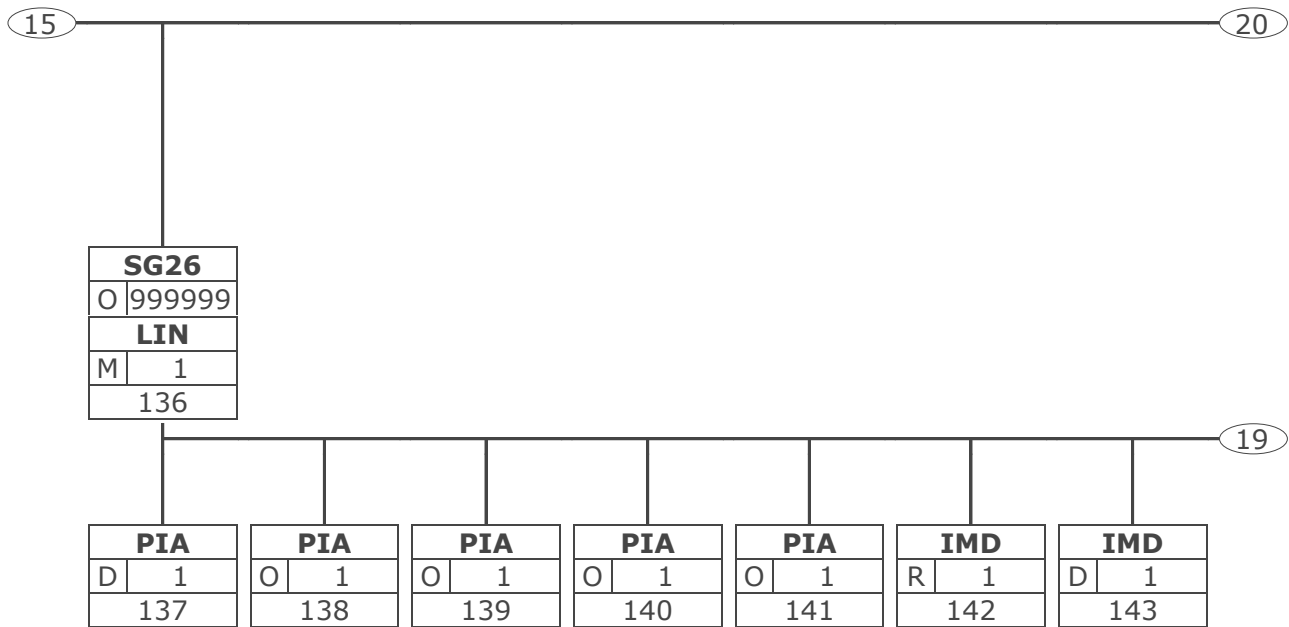 15 20
SG26
O 999999
LIN
M 1
136
19
PIA PIA PIA PIA PIA IMD IMD
D 1 O 1 O 1 O 1 O 1 R 1 D 1
137 138 139 140 141 142 143